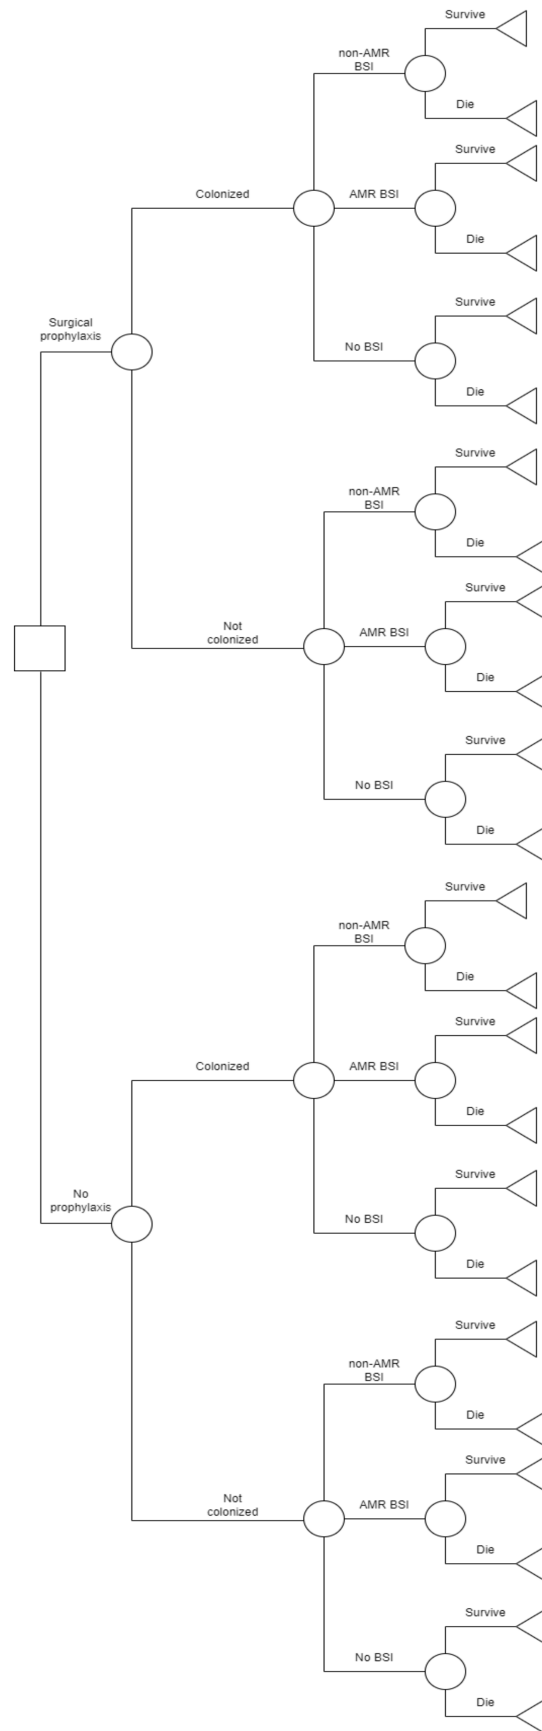 Survive
non-AMR
BSI
Die
Survive
Colonized
AMR BSI
Die
Survive
Surgical
prophylaxis
No BSI
Die
Survive
non-AMR
BSI
Die
Survive
Not
colonized
AMR BSI
Die
Survive
No BSI
Die
Survive
non-AMR
BSI
Die
Survive
Colonized
AMR BSI
Die
Survive
No
prophylaxis
No BSI
Die
Survive
non-AMR
BSI
Die
Survive
Not
colonized
AMR BSI
Die
Survive
No BSI
Die